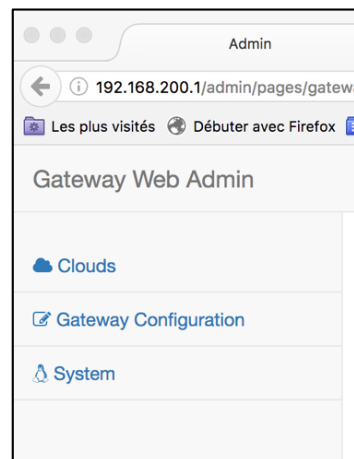 Admin
192.168.200.1/admin/pages/gatew
Les plus visités Débuter avec Firefox
Gateway Web Admin
Clouds
Gateway Configuration
System